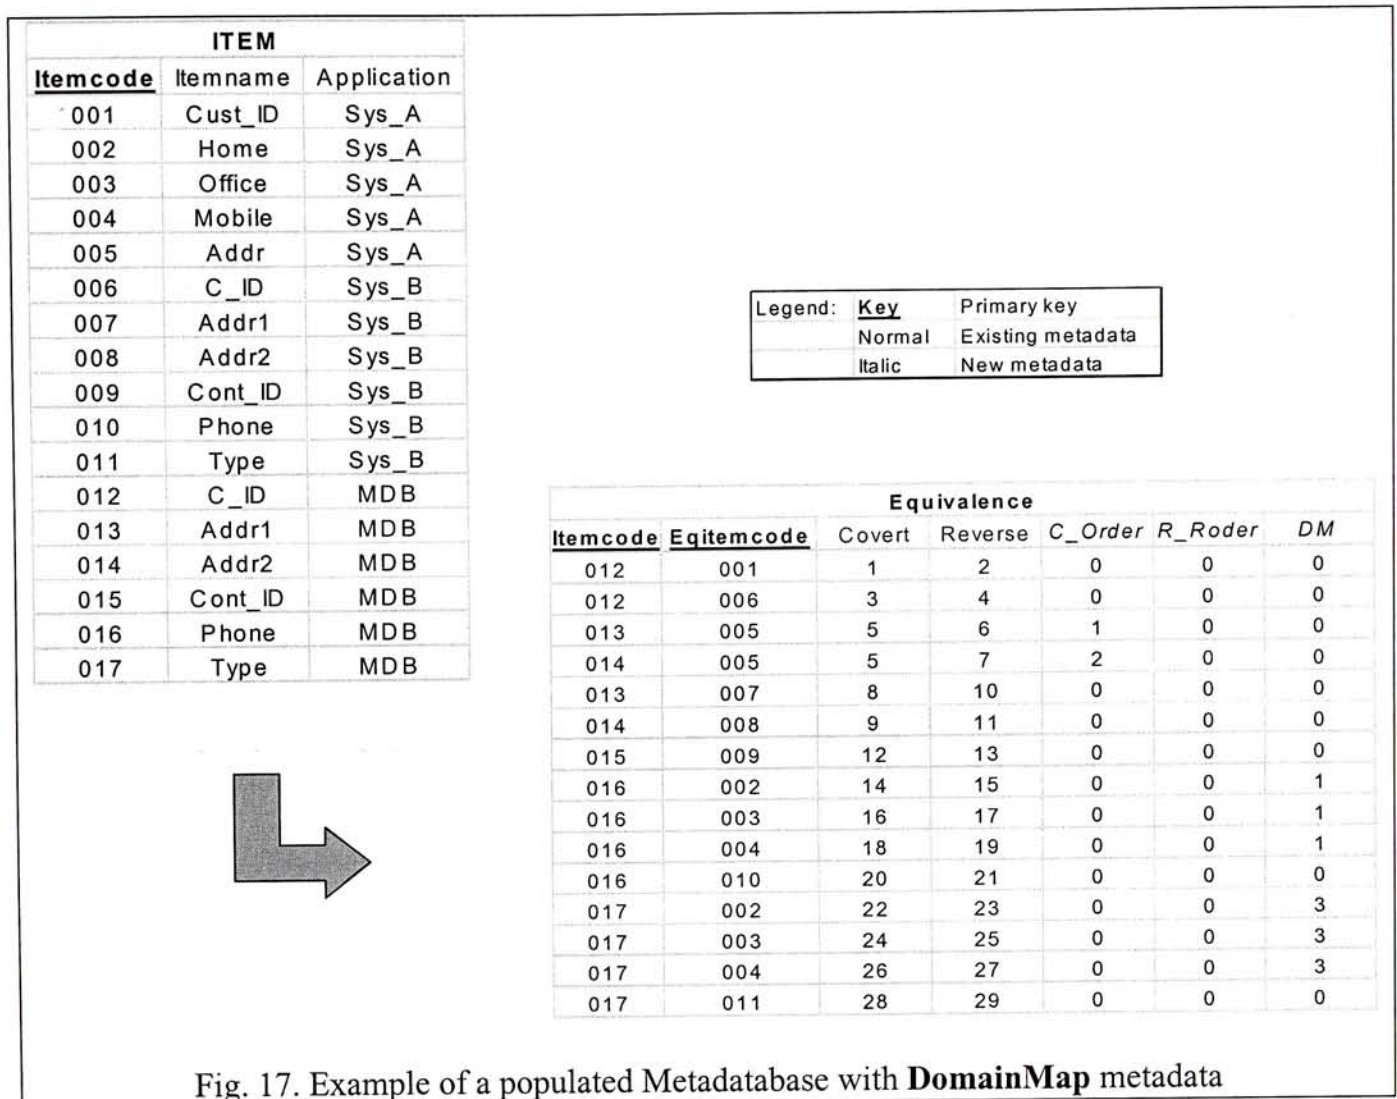 ITEM
Itemcode Itemname Application
001 Cust_ID Sys_A
002 Home Sys_A
003 Office Sys_A
004 Mobile Sys_A
005 Addr Sys_A
006 C_ID Sys_B
007 Addr1 Sys_B
008 Addr2 Sys_B
009 Cont_ID Sys_B
010 Phone Sys_B
011 Type Sys_B
012 C_ID MDB
013 Addr1 MDB
014 Addr2 MDB
015 Cont_ID MDB
016 Phone MDB
017 Type MDB
Legend: Key Primary key
Normal Existing metadata
Italic New metadata
Equivalence
Itemcode Eqitemcode Covert Reverse C_Order R_Roder DM
012 001 1 2 0 0 0
012 006 3 4 0 0 0
013 005 5 6 1 0 0
014 005 5 7 2 0 0
013 007 8 10 0 0 0
014 008 9 11 0 0 0
015 009 12 13 0 0 0
016 002 14 15 0 0 1
016 003 16 17 0 0 1
016 004 18 19 0 0 1
016 010 20 21 0 0 0
017 002 22 23 0 0 3
017 003 24 25 0 0 3
017 004 26 27 0 0 3
017 011 28 29 0 0 0
Fig. 17. Example of a populated Metadatabase with DomainMap metadata